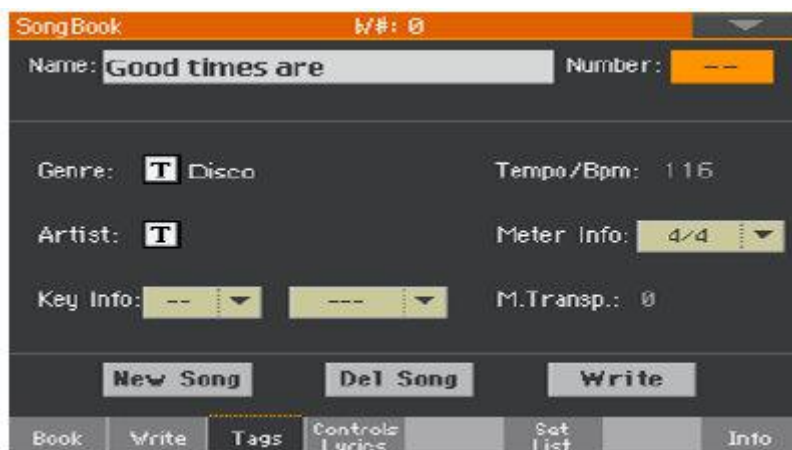 SongBook ♭/#: 0
Name: Good times are Number: --
Genre: T Disco Tempo/Bpm: 116
Artist: T Meter Info: 4/4
Key Info: -- --- M.Transp.: 0
New Song Del Song Write
Book Write Tags Controls Lyrics Set List Info